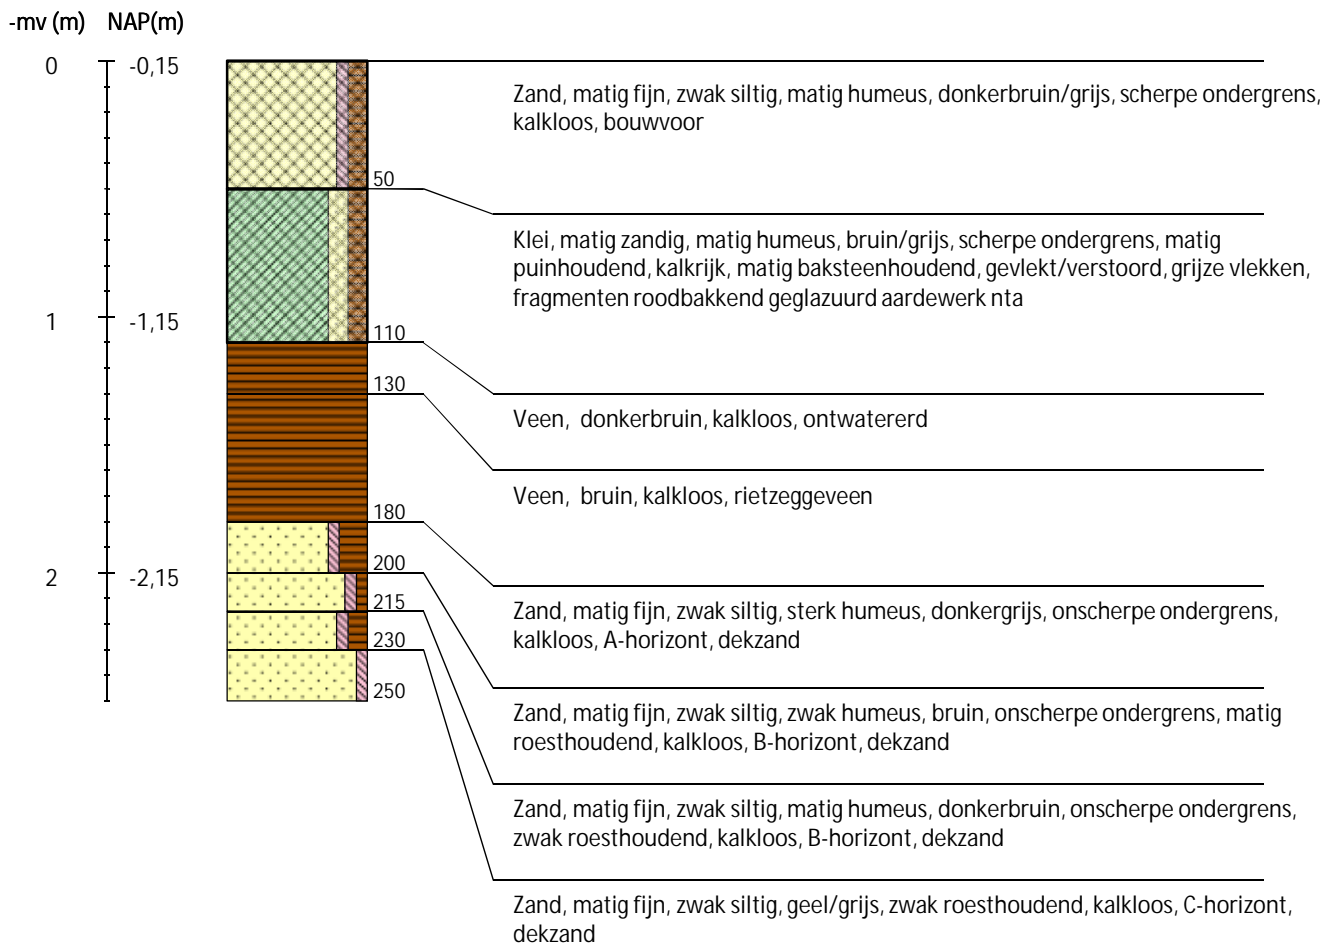 -mv (m) NAP(m)
0 -0,15
Zand, matig fijn, zwak siltig, matig humeus, donkerbruin/grijs, scherpe ondergrens,
kalkloos, bouwvoor
50
Klei, matig zandig, matig humeus, bruin/grijs, scherpe ondergrens, matig
puinhoudend, kalkrijk, matig baksteenhoudend, gevlekt/verstoord, grijze vlekken,
fragmenten roodbakkend geglazuurd aardewerk nta
1 -1,15
110
130
Veen, donkerbruin, kalkloos, ontwatererd
Veen, bruin, kalkloos, rietzeggeveen
180
200
2 -2,15
215
Zand, matig fijn, zwak siltig, sterk humeus, donkergrijs, onscherpe ondergrens,
kalkloos, A-horizont, dekzand
230
250
Zand, matig fijn, zwak siltig, zwak humeus, bruin, onscherpe ondergrens, matig
roesthoudend, kalkloos, B-horizont, dekzand
Zand, matig fijn, zwak siltig, matig humeus, donkerbruin, onscherpe ondergrens,
zwak roesthoudend, kalkloos, B-horizont, dekzand
Zand, matig fijn, zwak siltig, geel/grijs, zwak roesthoudend, kalkloos, C-horizont,
dekzand